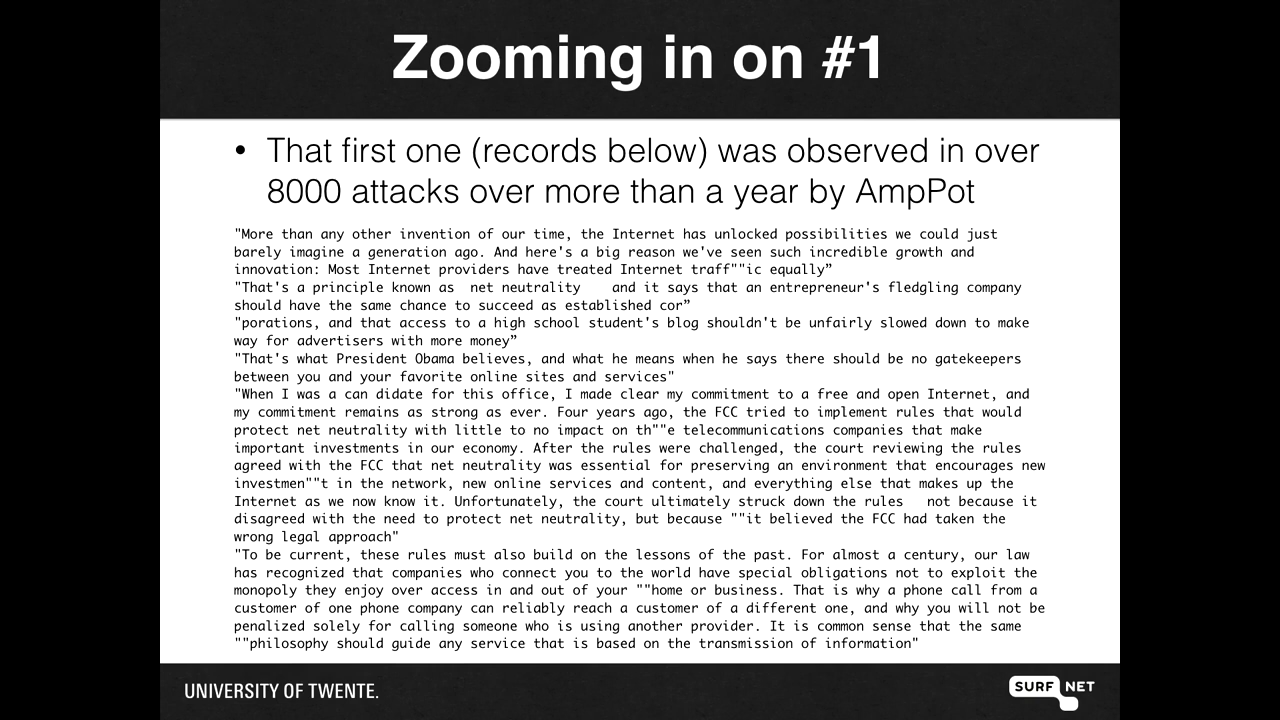 Zooming in on #1
• That first one (records below) was observed in over
8000 attacks over more than a year by AmpPot
"More than any other invention of our time, the Internet has unlocked possibilities we could just
barely imagine a generation ago. And here's a big reason we've seen such incredible growth and
innovation: Most Internet providers have treated Internet traff""ic equally”
"That's a principle known as  net neutrality    and it says that an entrepreneur's fledgling company
should have the same chance to succeed as established cor”
"porations, and that access to a high school student's blog shouldn't be unfairly slowed down to make
way for advertisers with more money”
"That's what President Obama believes, and what he means when he says there should be no gatekeepers
between you and your favorite online sites and services"
"When I was a can didate for this office, I made clear my commitment to a free and open Internet, and
my commitment remains as strong as ever. Four years ago, the FCC tried to implement rules that would
protect net neutrality with little to no impact on th""e telecommunications companies that make
important investments in our economy. After the rules were challenged, the court reviewing the rules
agreed with the FCC that net neutrality was essential for preserving an environment that encourages new
investmen""t in the network, new online services and content, and everything else that makes up the
Internet as we now know it. Unfortunately, the court ultimately struck down the rules   not because it
disagreed with the need to protect net neutrality, but because ""it believed the FCC had taken the
wrong legal approach"
"To be current, these rules must also build on the lessons of the past. For almost a century, our law
has recognized that companies who connect you to the world have special obligations not to exploit the
monopoly they enjoy over access in and out of your ""home or business. That is why a phone call from a
customer of one phone company can reliably reach a customer of a different one, and why you will not be
penalized solely for calling someone who is using another provider. It is common sense that the same
""philosophy should guide any service that is based on the transmission of information"
UNIVERSITY OF TWENTE.
SURF NET